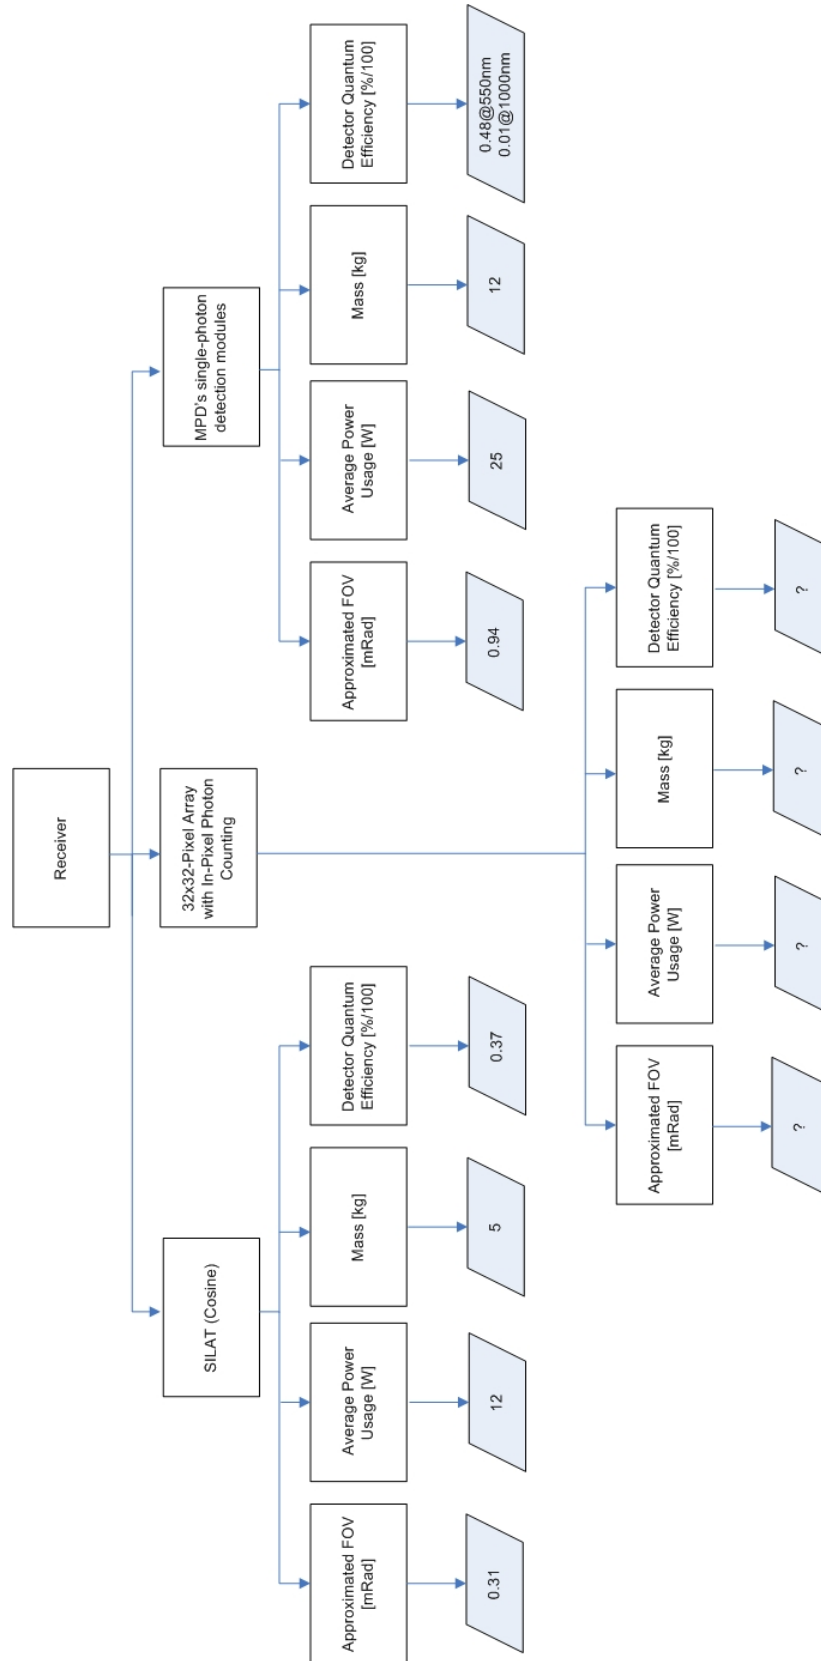 Receiver
SILAT (Cosine)
32x32-Pixel Array
with In-Pixel Photon
Counting
MPD's single-photon
detection modules
Approximated FOV
[mRad]
Average Power
Usage [W]
Mass [kg]
Detector Quantum
Efficiency [%/100]
Approximated FOV
[mRad]
Average Power
Usage [W]
Mass [kg]
Detector Quantum
Efficiency [%/100]
0.31
12
5
0.37
0.94
25
12
0.48@550nm
0.01@1000nm
Approximated FOV
[mRad]
Average Power
Usage [W]
Mass [kg]
Detector Quantum
Efficiency [%/100]
?
?
?
?